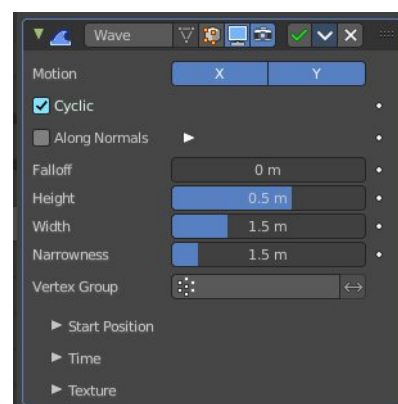 Wave
Motion X Y
Cyclic
Along Normals
Falloff 0 m
Height 0.5 m
Width 1.5 m
Narrowness 1.5 m
Vertex Group
Start Position
Time
Texture